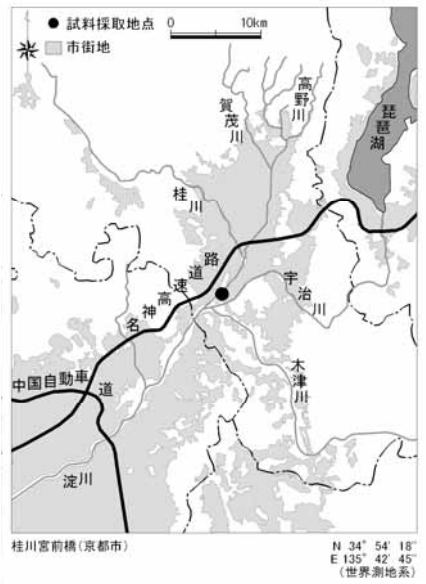 ● 試料採取地点
市街地
0 10km
高野川
賀茂川
琵琶湖
桂川
名神高速道路
宇治川
中国自動車道
木津川
淀川
桂川宮前橋(京都市)
N 34° 54′ 18″
E 135° 42′ 45″
(世界測地系)